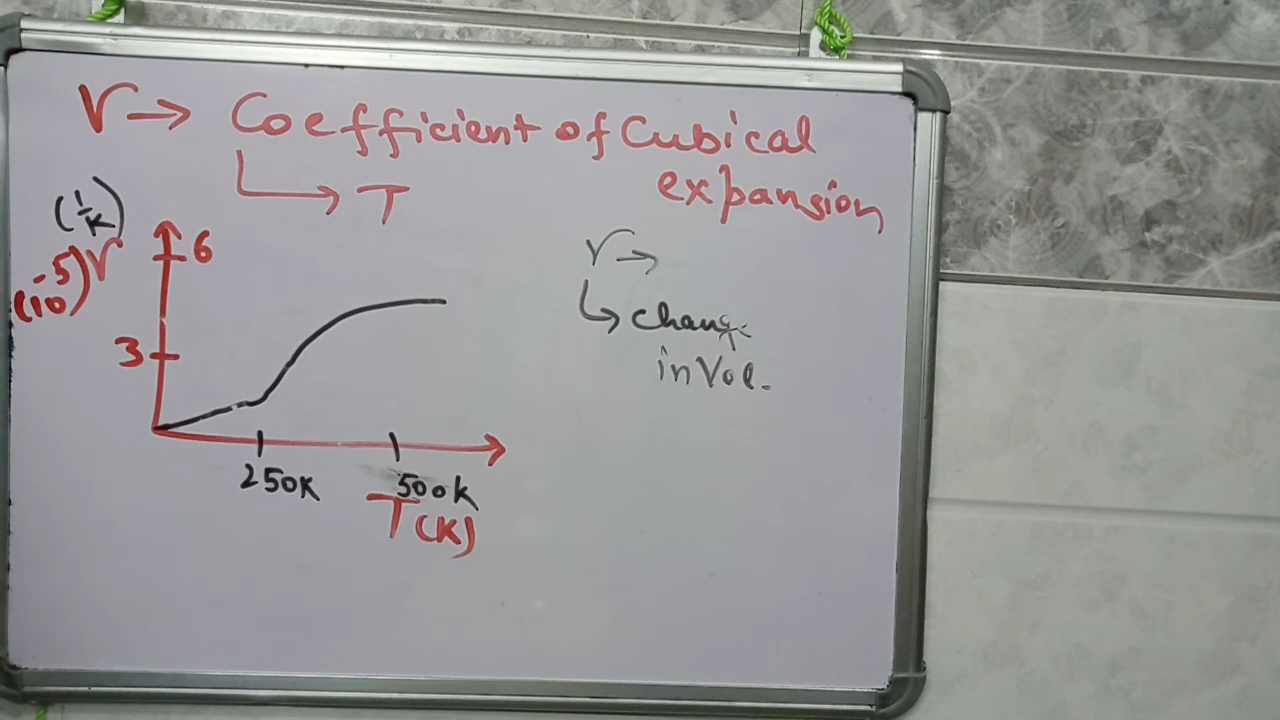 r → Coefficient of Cubical
expansion
→ T
(1/K)
(10^-5) r
6
3
250K
500K
T(K)
r →
↳ Change
in Vol.